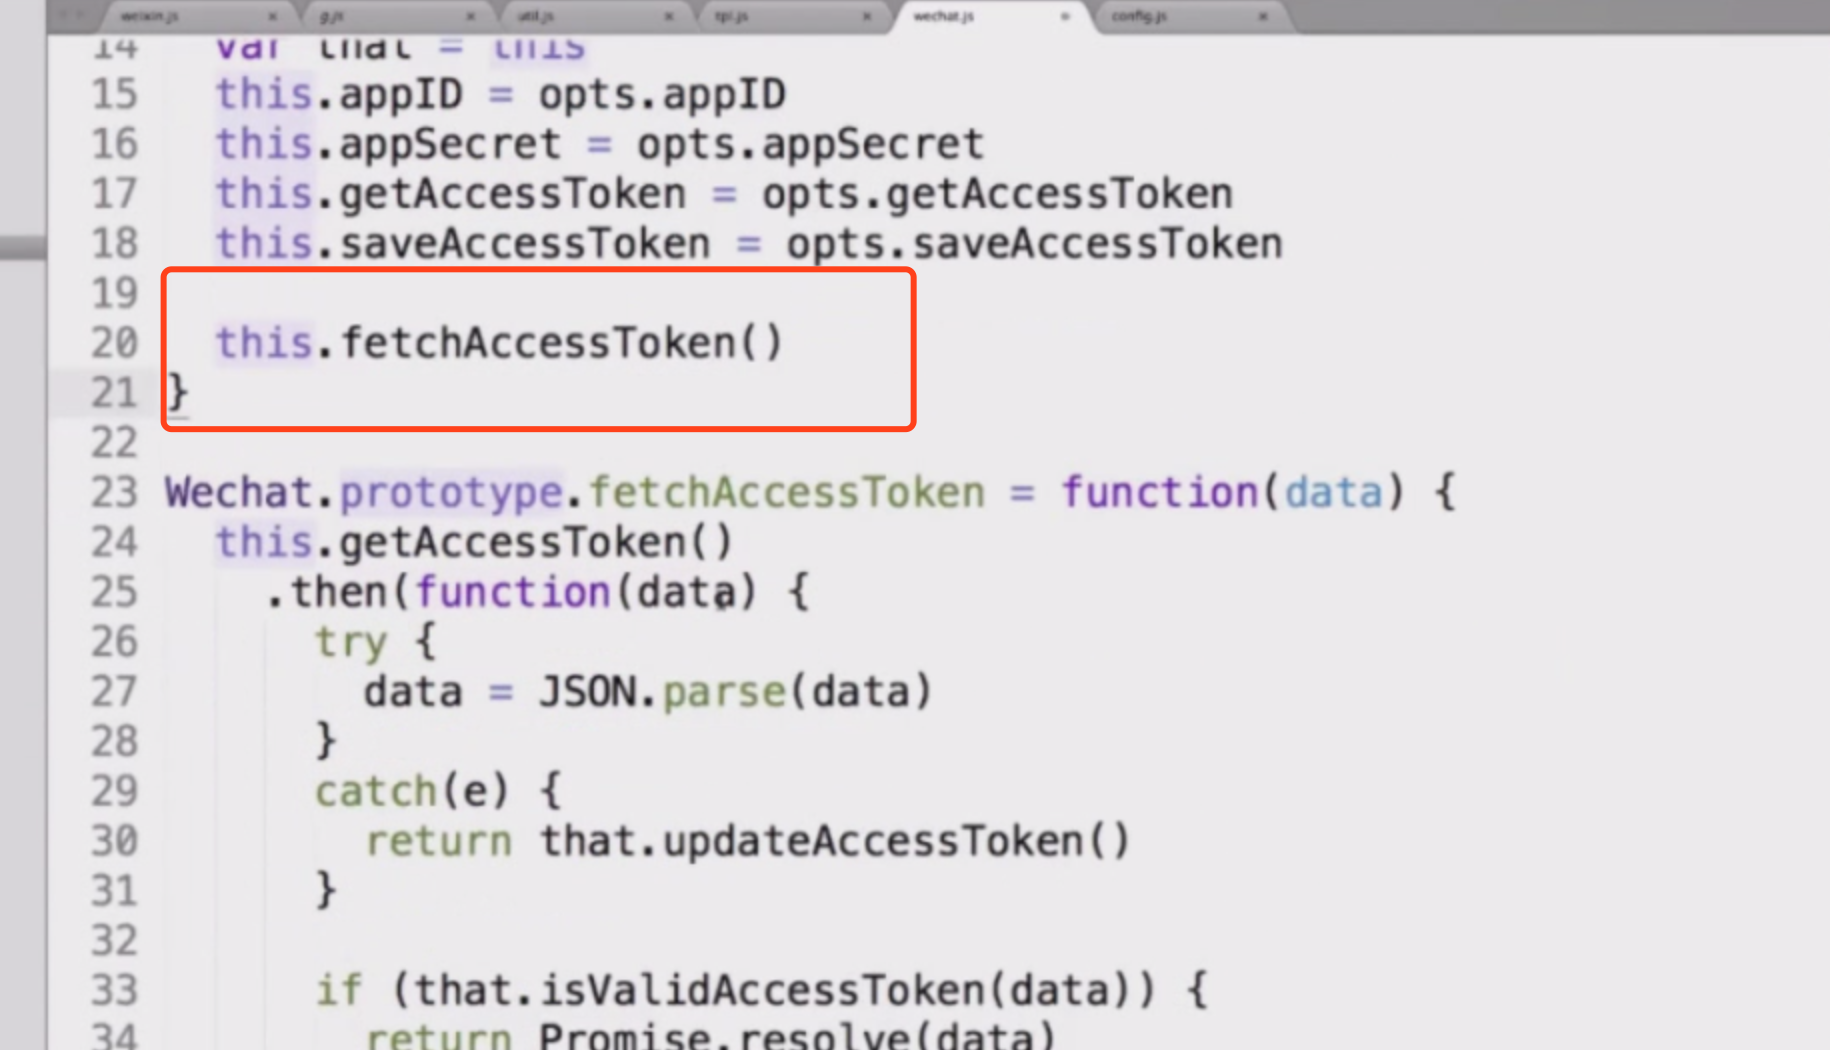 weixin.js g.js util.js tpl.js wechat.js config.js
14 var that = this
15 this.appID = opts.appID
16 this.appSecret = opts.appSecret
17 this.getAccessToken = opts.getAccessToken
18 this.saveAccessToken = opts.saveAccessToken
19
20 this.fetchAccessToken()
21 }
22
23 Wechat.prototype.fetchAccessToken = function(data) {
24 this.getAccessToken()
25 .then(function(data) {
26 try {
27 data = JSON.parse(data)
28 }
29 catch(e) {
30 return that.updateAccessToken()
31 }
32
33 if (that.isValidAccessToken(data)) {
34 return Promise.resolve(data)